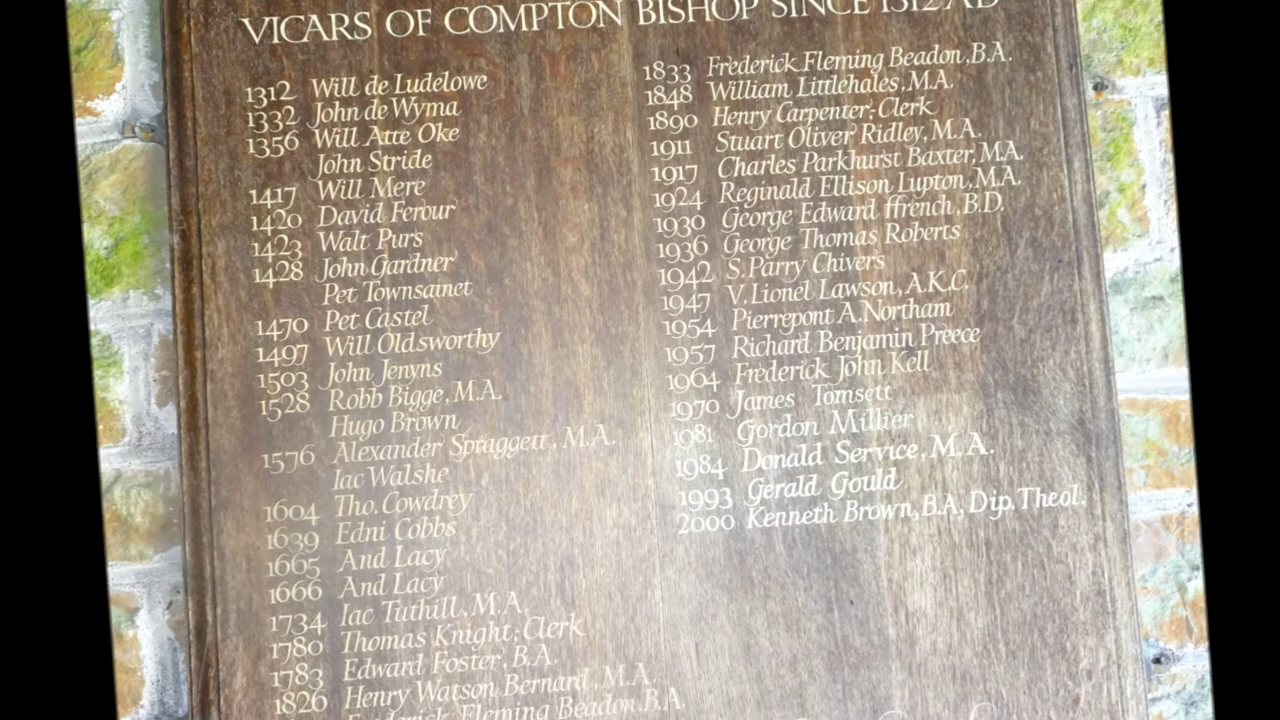 VICARS OF COMPTON BISHOP SINCE 1312 AD
1312 Will de Ludelowe
1332 John de Wyma
1356 Will Atte Oke
John Stride
1417 Will Mere
1420 David Ferour
1423 Walt Purs
1428 John Gardner
Pet Townsainet
1470 Pet Castel
1497 Will Oldsworthy
1503 John Jenyns
1528 Robb Bigge, M.A.
Hugo Brown
1576 Alexander Spraggett, M.A.
Iac Walshe
1604 Tho. Cowdrey
1639 Edni Cobbs
1665 And Lacy
1666 And Lacy
1734 Iac Tuthill, M.A.
1780 Thomas Knight; Clerk
1783 Edward Foster, B.A.
1826 Henry Watson Bernard, M.A.
Frederick Fleming Beadon, B.A.
1833 Frederick Fleming Beadon, B.A.
1848 William Littlehales, M.A.
1890 Henry Carpenter; Clerk
1911 Stuart Oliver Ridley, M.A.
1917 Charles Parkhurst Baxter, M.A.
1924 Reginald Ellison Lupton, M.A.
1930 George Edward ffrench, B.D.
1936 George Thomas Roberts
1942 S. Parry Chivers
1947 V. Lionel Lawson, A.K.C.
1954 Pierrepont A. Northam
1957 Richard Benjamin Preece
1964 Frederick John Kell
1970 James Tomsett
1981 Gordon Millier
1984 Donald Service, M.A.
1993 Gerald Gould
2000 Kenneth Brown, B.A, Dip. Theol.